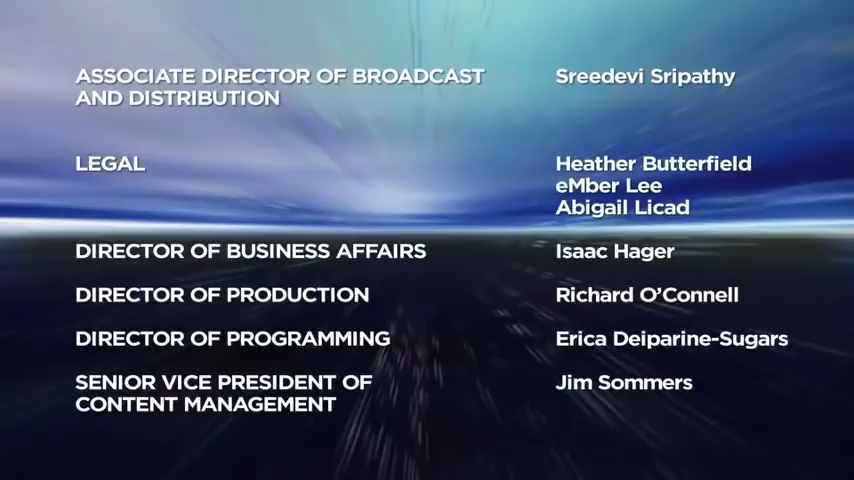 ASSOCIATE DIRECTOR OF BROADCAST Sreedevi Sripathy
AND DISTRIBUTION
LEGAL Heather Butterfield
eMber Lee
Abigail Licad
DIRECTOR OF BUSINESS AFFAIRS Isaac Hager
DIRECTOR OF PRODUCTION Richard O’Connell
DIRECTOR OF PROGRAMMING Erica Deiparine-Sugars
SENIOR VICE PRESIDENT OF Jim Sommers
CONTENT MANAGEMENT